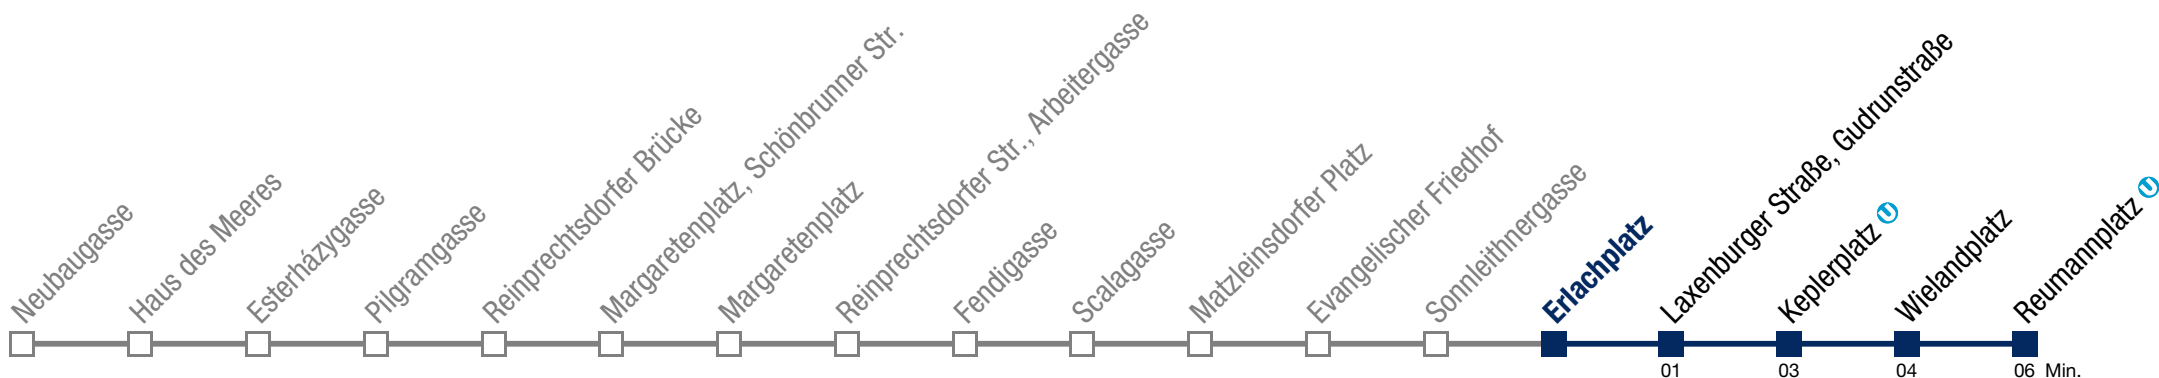 Neubaugasse
Haus des Meeres
Esterházygasse
Pilgramgasse
Reinprechtsdorfer Brücke
Margaretenplatz, Schönbrunner Str.
Margaretenplatz
Reinprechtsdorfer Str., Arbeitergasse
Fendigasse
Scalagasse
Matzleinsdorfer Platz
Evangelischer Friedhof
Sonnleithnergasse
Erlachplatz
Laxenburger Straße, Gudrunstraße
Keplerplatz U
Wielandplatz
Reumannplatz U
01 03 04 06 Min.